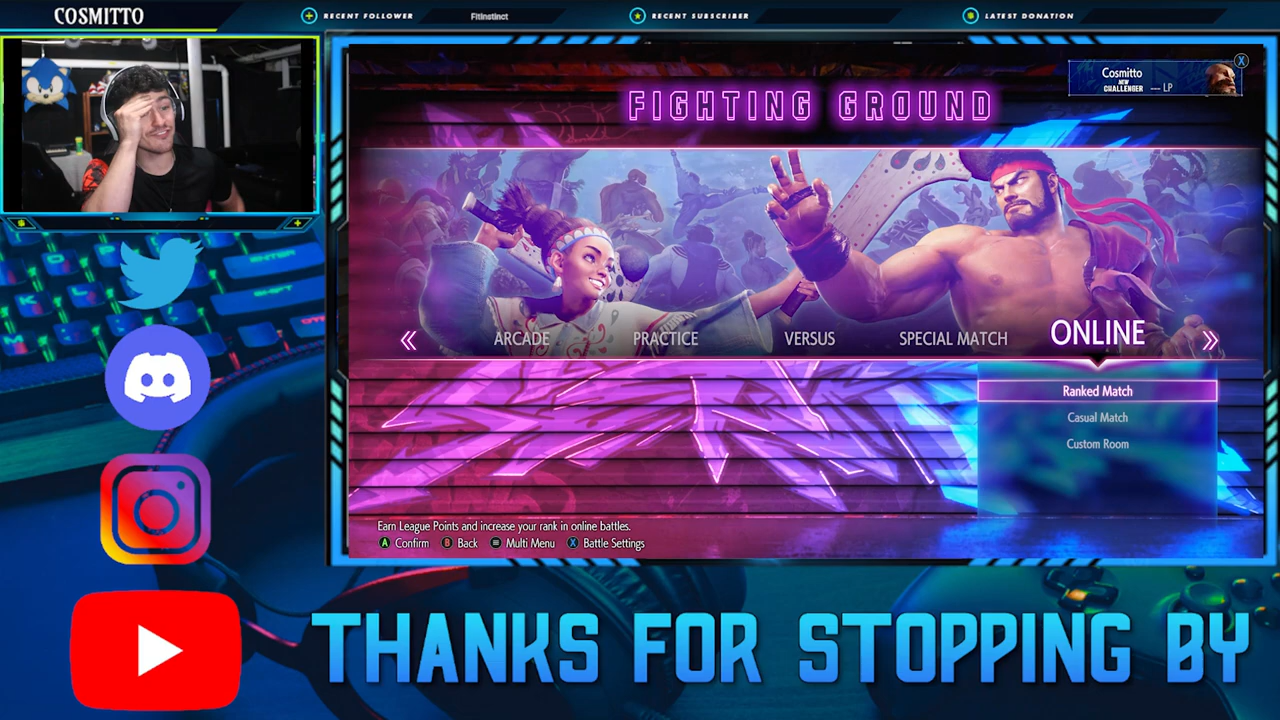 COSMITTO
RECENT FOLLOWER
Fitinstinct
RECENT SUBSCRIBER
LATEST DONATION
X
Cosmitto
NEW
CHALLENGER --- LP
FIGHTING GROUND
ARCADE
PRACTICE
VERSUS
SPECIAL MATCH
ONLINE
Ranked Match
Casual Match
Custom Room
Earn League Points and increase your rank in online battles.
A Confirm B Back Multi Menu X Battle Settings
ENTER
SHIFT
THANKS FOR STOPPING BY